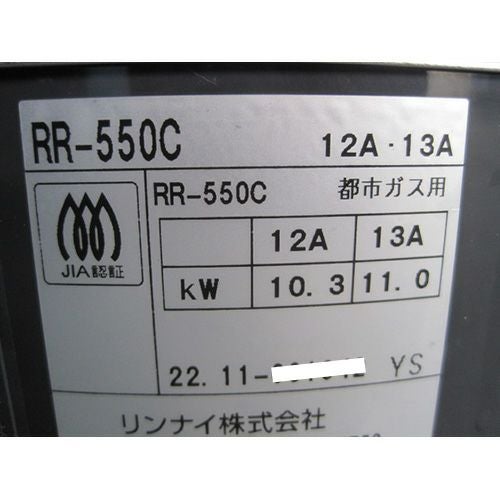 RR-550C 12A・13A
RR-550C 都市ガス用
12A 13A
kW 10.3 11.0
JIA認証
22.11- YS
リンナイ株式会社